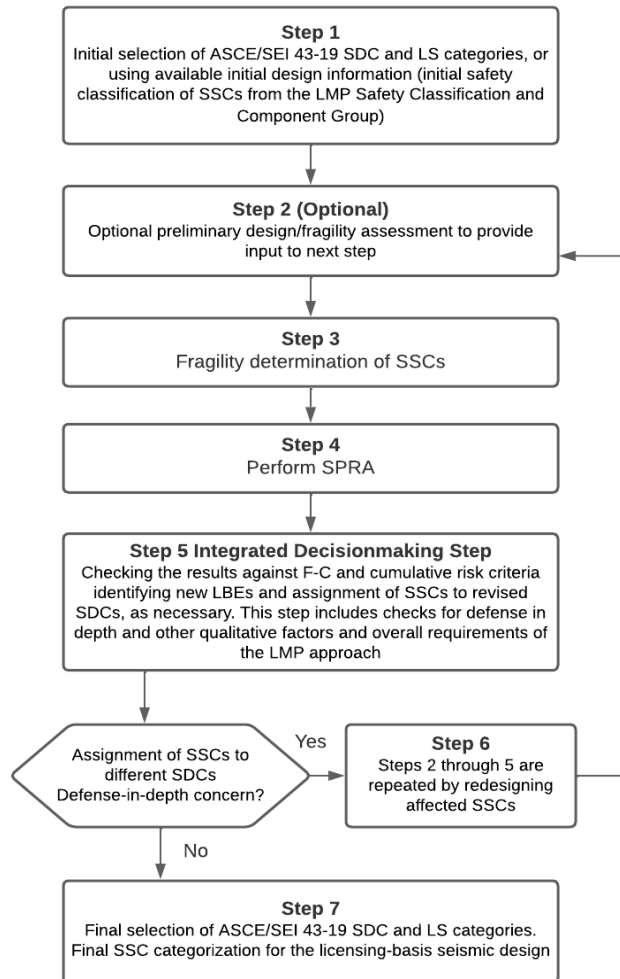 Step 1
Initial selection of ASCE/SEI 43-19 SDC and LS categories, or
using available initial design information (initial safety
classification of SSCs from the LMP Safety Classification and
Component Group)
Step 2 (Optional)
Optional preliminary design/fragility assessment to provide
input to next step
Step 3
Fragility determination of SSCs
Step 4
Perform SPRA
Step 5 Integrated Decisionmaking Step
Checking the results against F-C and cumulative risk criteria
identifying new LBEs and assignment of SSCs to revised
SDCs, as necessary. This step includes checks for defense in
depth and other qualitative factors and overall requirements of
the LMP approach
Assignment of SSCs to
different SDCs
Defense-in-depth concern?
Yes
Step 6
Steps 2 through 5 are
repeated by redesigning
affected SSCs
No
Step 7
Final selection of ASCE/SEI 43-19 SDC and LS categories.
Final SSC categorization for the licensing-basis seismic design